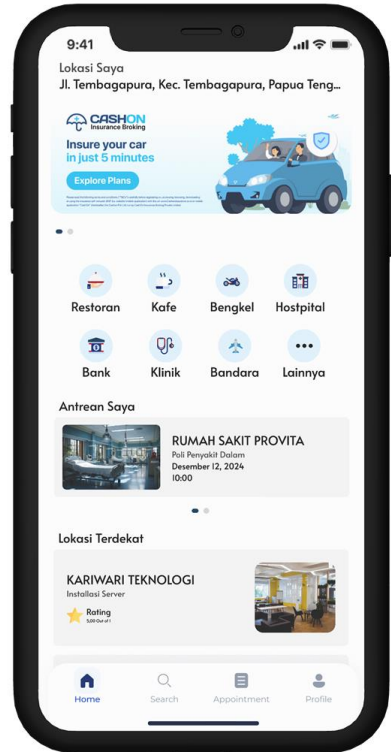 9:41
Lokasi Saya
Jl. Tembagapura, Kec. Tembagapura, Papua Teng...
CASHON
Insurance Broking
Insure your car
in just 5 minutes
Explore Plans
Restoran Kafe Bengkel Hostpital
Bank Klinik Bandara Lainnya
Antrean Saya
RUMAH SAKIT PROVITA
Poli Penyakit Dalam
Desember 12, 2024
10:00
Lokasi Terdekat
KARIWARI TEKNOLOGI
Installasi Server
Rating
5,00 Out of 1
Home Search Appointment Profile